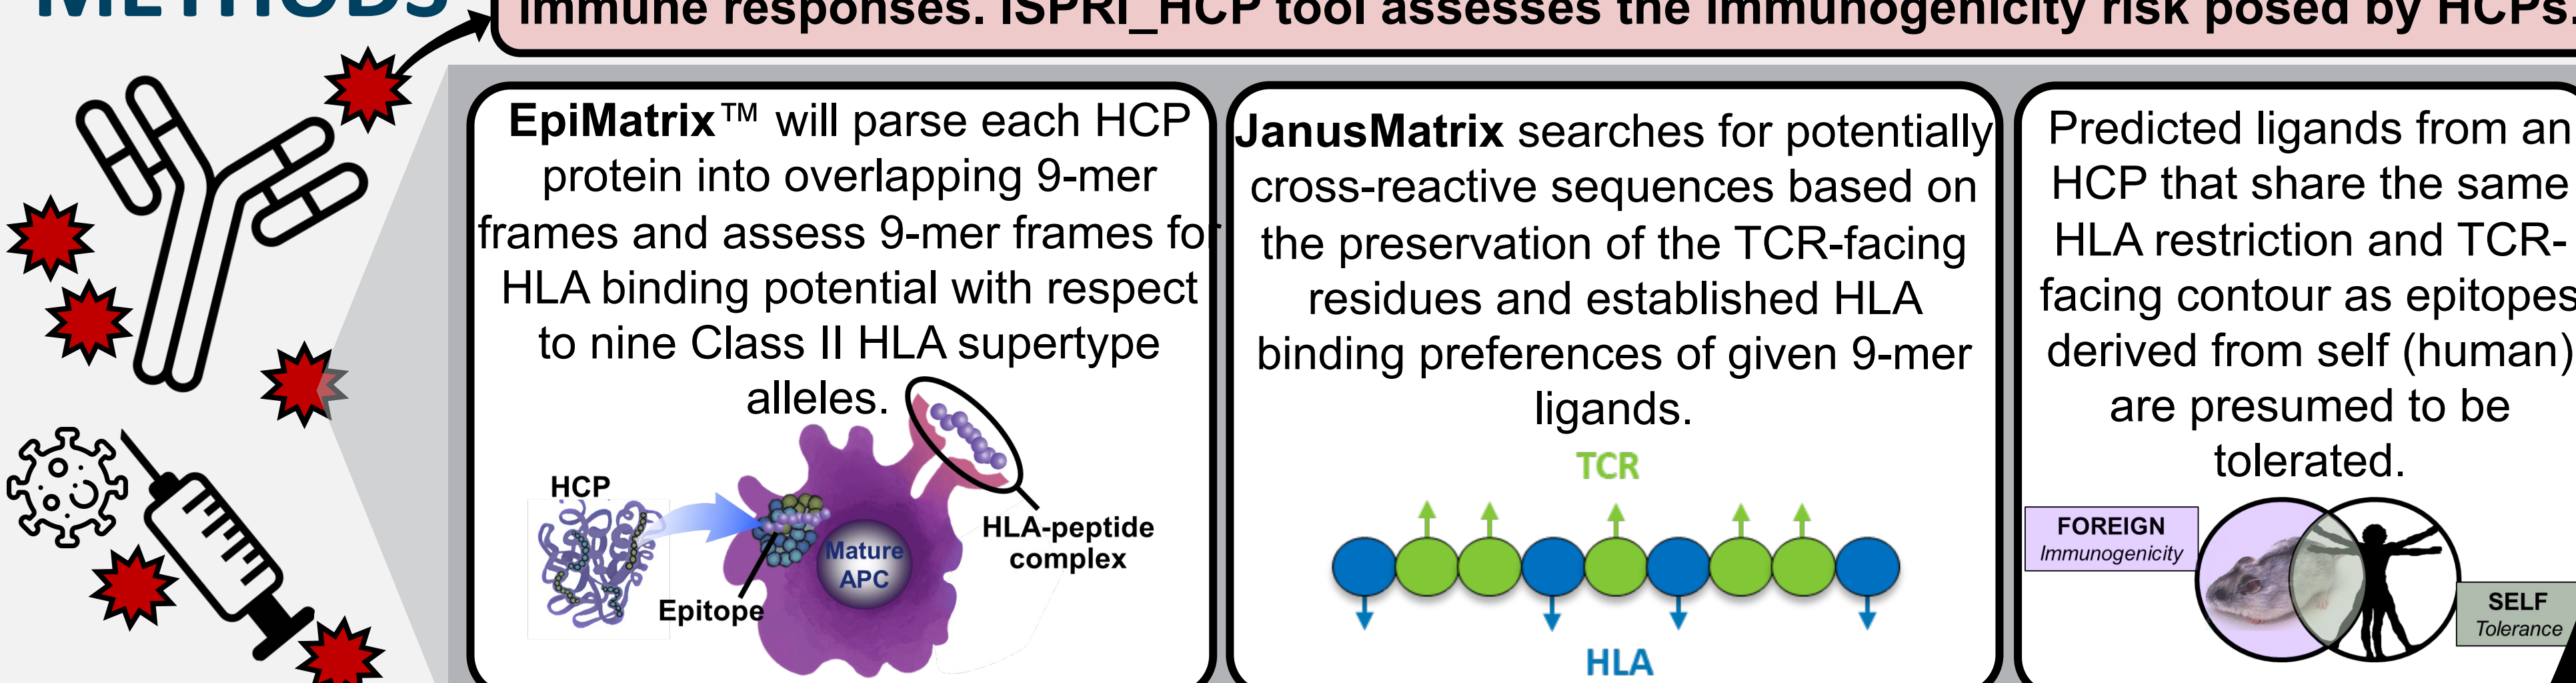 METHODS
immune responses. ISPRI_HCP tool assesses the immunogenicity risk posed by HCPs.
EpiMatrix™ will parse each HCP
protein into overlapping 9-mer
frames and assess 9-mer frames for
HLA binding potential with respect
to nine Class II HLA supertype
alleles.
HCP
Epitope
Mature
APC
HLA-peptide
complex
JanusMatrix searches for potentially
cross-reactive sequences based on
the preservation of the TCR-facing
residues and established HLA
binding preferences of given 9-mer
ligands.
TCR
HLA
Predicted ligands from an
HCP that share the same
HLA restriction and TCR-
facing contour as epitopes
derived from self (human)
are presumed to be
tolerated.
FOREIGN
Immunogenicity
SELF
Tolerance